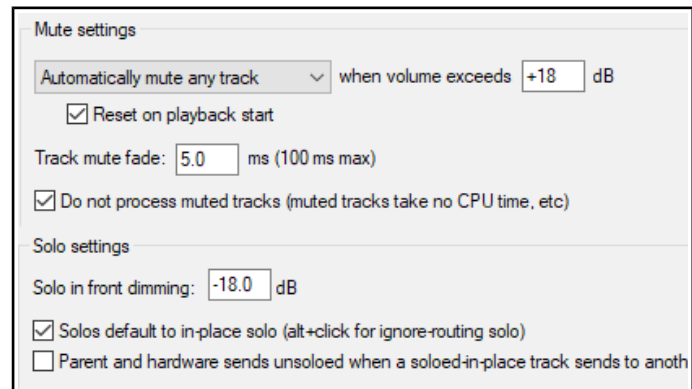 Mute settings
Automatically mute any track when volume exceeds +18 dB
Reset on playback start
Track mute fade: 5.0 ms (100 ms max)
Do not process muted tracks (muted tracks take no CPU time, etc)
Solo settings
Solo in front dimming: -18.0 dB
Solos default to in-place solo (alt+click for ignore-routing solo)
Parent and hardware sends unsoloed when a soloed-in-place track sends to anoth